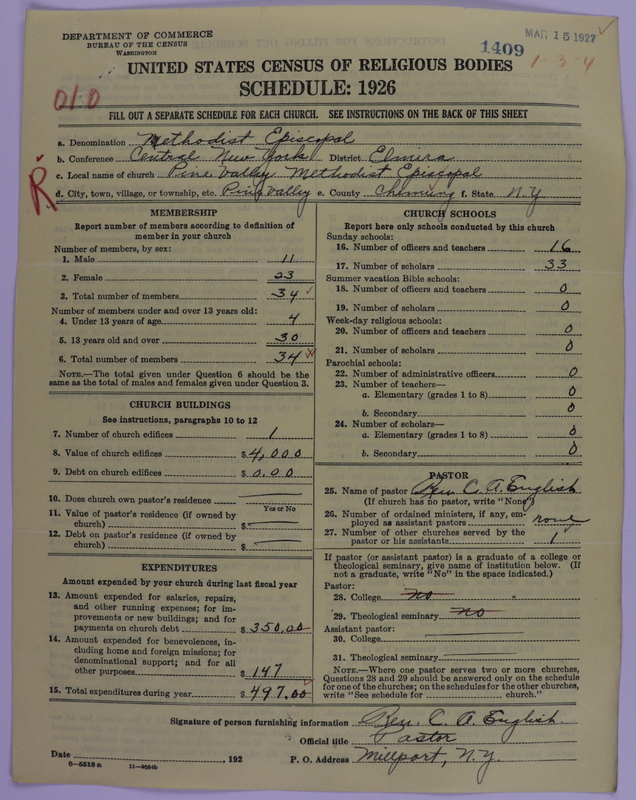 DEPARTMENT OF COMMERCE
BUREAU OF THE CENSUS
WASHINGTON
1409
MAR 15 1927
1-3-4
UNITED STATES CENSUS OF RELIGIOUS BODIES
SCHEDULE: 1926
010
FILL OUT A SEPARATE SCHEDULE FOR EACH CHURCH. SEE INSTRUCTIONS ON THE BACK OF THIS SHEET
R
a. Denomination Methodist Episcopal
b. Conference Central New York District Elmira
c. Local name of church Pine Valley Methodist Episcopal
d. City, town, village, or township, etc. Pine Valley e. County Chemung f. State N.Y
MEMBERSHIP
Report number of members according to definition of
member in your church
Number of members, by sex:
1. Male 11
2. Female 23
3. Total number of members 34
Number of members under and over 13 years old:
4. Under 13 years of age 4
5. 13 years old and over 30
6. Total number of members 34
NOTE.—The total given under Question 6 should be
same as the total of males and females given under Question 3.
CHURCH BUILDINGS
See instructions, paragraphs 10 to 12
7. Number of church edifices 1
8. Value of church edifices $ 4,000
9. Debt on church edifices $ 0.00
10. Does church own pastor's residence
Yes or No
11. Value of pastor's residence (if owned by
church) $
12. Debt on pastor's residence (if owned by
church) $
EXPENDITURES
Amount expended by your church during last fiscal year
13. Amount expended for salaries, repairs,
and other running expenses; for im-
provements or new buildings; and for
payments on church debt $ 350.00
14. Amount expended for benevolences, in-
cluding home and foreign missions; for
denominational support; and for all
other purposes $ 147
15. Total expenditures during year $ 497.00
CHURCH SCHOOLS
Report here only schools conducted by this church
Sunday schools:
16. Number of officers and teachers 16
17. Number of scholars 33
Summer vacation Bible schools:
18. Number of officers and teachers 0
19. Number of scholars 0
Week-day religious schools:
20. Number of officers and teachers 0
21. Number of scholars 0
Parochial schools:
22. Number of administrative officers 0
23. Number of teachers—
a. Elementary (grades 1 to 8) 0
b. Secondary 0
24. Number of scholars—
a. Elementary (grades 1 to 8) 0
b. Secondary 0
PASTOR
25. Name of pastor Rev. C. A. English
(If church has no pastor, write "None")
26. Number of ordained ministers, if any, em-
ployed as assistant pastors none
27. Number of other churches served by the
pastor or his assistants 1
If pastor (or assistant pastor) is a graduate of a college or
theological seminary, give name of institution below. (If
not a graduate, write "No" in the space indicated.)
Pastor:
28. College no
29. Theological seminary no
Assistant pastor:
30. College
31. Theological seminary
NOTE.—Where one pastor serves two or more churches,
Questions 28 and 29 should be answered only on the schedule
for one of the churches; on the schedules for the other churches,
write "See schedule for church."
Signature of person furnishing information Rev. C. A. English.
Official title Pastor
Date , 192 P. O. Address Millport, N.Y.
6-5518a 11-9084b